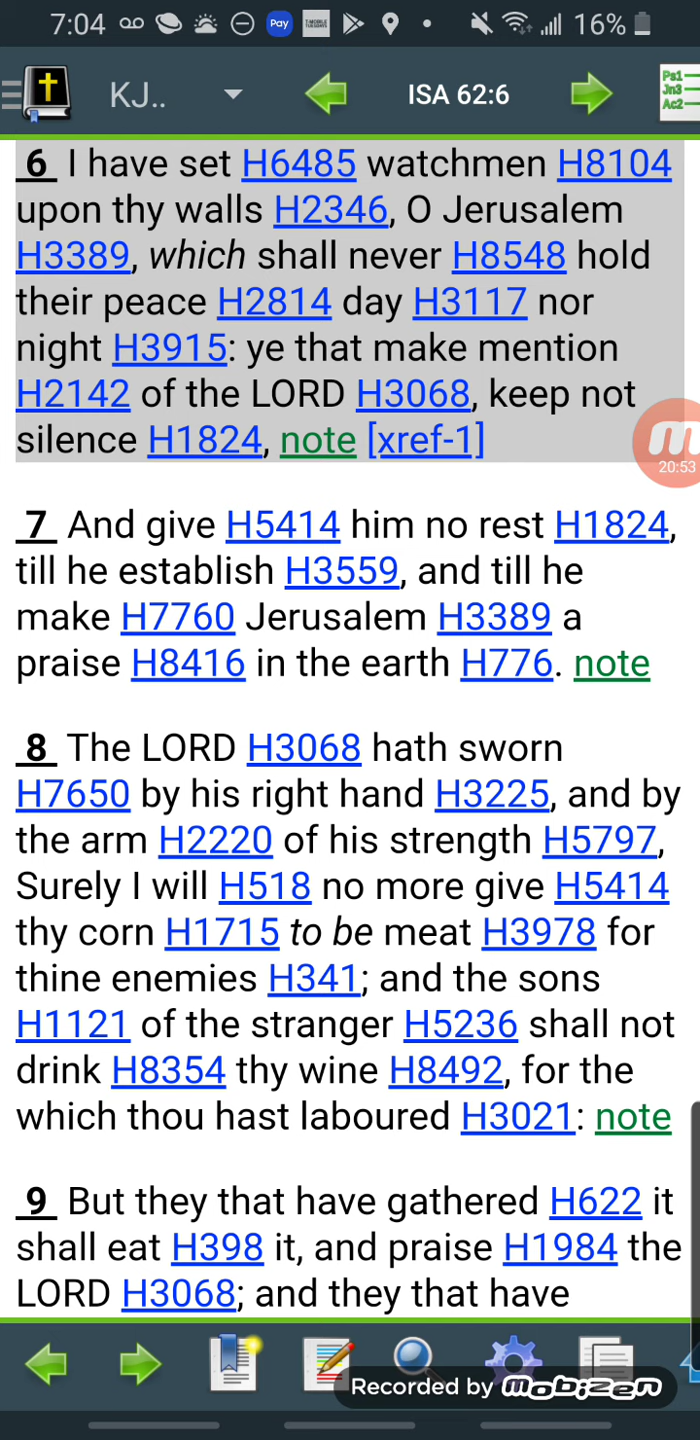 7:04 Pay T-MOBILE TUESDAYS 16%
KJ.. ISA 62:6 Ps1 Jn3 Ac2
6 I have set H6485 watchmen H8104
upon thy walls H2346, O Jerusalem
H3389, which shall never H8548 hold
their peace H2814 day H3117 nor
night H3915: ye that make mention
H2142 of the LORD H3068, keep not
silence H1824, note [xref-1]
20:53
7 And give H5414 him no rest H1824,
till he establish H3559, and till he
make H7760 Jerusalem H3389 a
praise H8416 in the earth H776. note
8 The LORD H3068 hath sworn
H7650 by his right hand H3225, and by
the arm H2220 of his strength H5797,
Surely I will H518 no more give H5414
thy corn H1715 to be meat H3978 for
thine enemies H341; and the sons
H1121 of the stranger H5236 shall not
drink H8354 thy wine H8492, for the
which thou hast laboured H3021: note
9 But they that have gathered H622 it
shall eat H398 it, and praise H1984 the
LORD H3068; and they that have
Recorded by mobizen